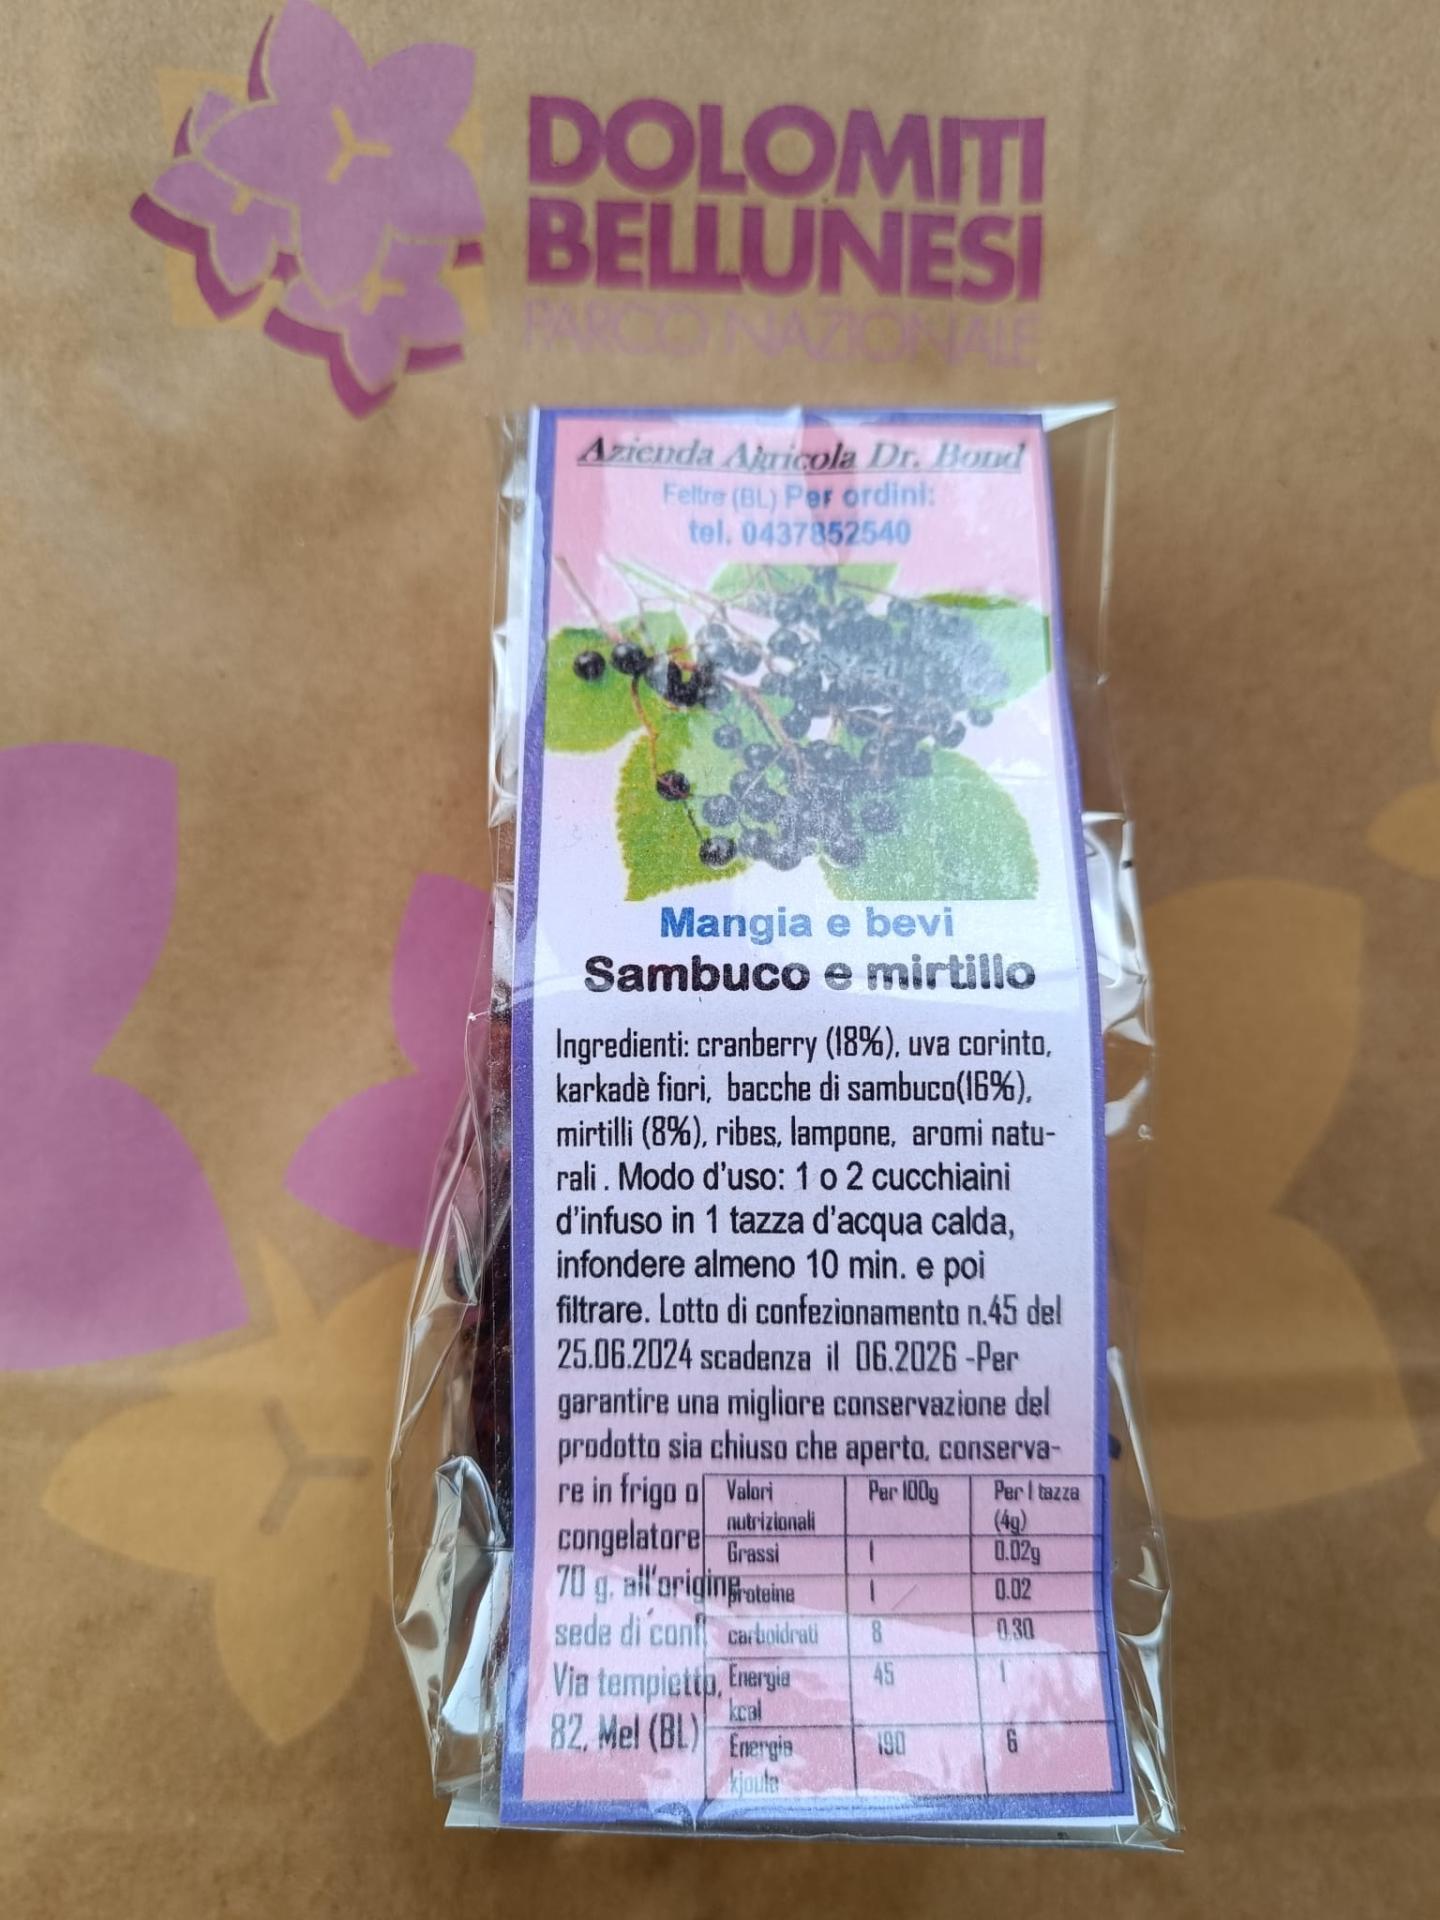 DOLOMITI
BELLUNESI
PARCO NAZIONALE
Azienda Agricola Dr. Bond
Feltre (BL) Per ordini:
tel. 0437852540
Mangia e bevi
Sambuco e mirtillo
Ingredienti: cranberry (18%), uva corinto,
karkadè fiori, bacche di sambuco(16%),
mirtilli (8%), ribes, lampone, aromi natu-
rali . Modo d'uso: 1 o 2 cucchiaini
d'infuso in 1 tazza d'acqua calda,
infondere almeno 10 min. e poi
filtrare. Lotto di confezionamento n.45 del
25.06.2024 scadenza il 06.2026 -Per
garantire una migliore conservazione del
prodotto sia chiuso che aperto, conserva-
re in frigo o
congelatore
70 g. all'origine
sede di conf.
Via tempietto,
82, Mel (BL)
Valori nutrizionali Per 100g Per 1 tazza (4g)
Grassi 1 0.02g
proteine 1 0.02
carboidrati 8 0.30
Energia kcal 45 1
Energia kjoule 190 6